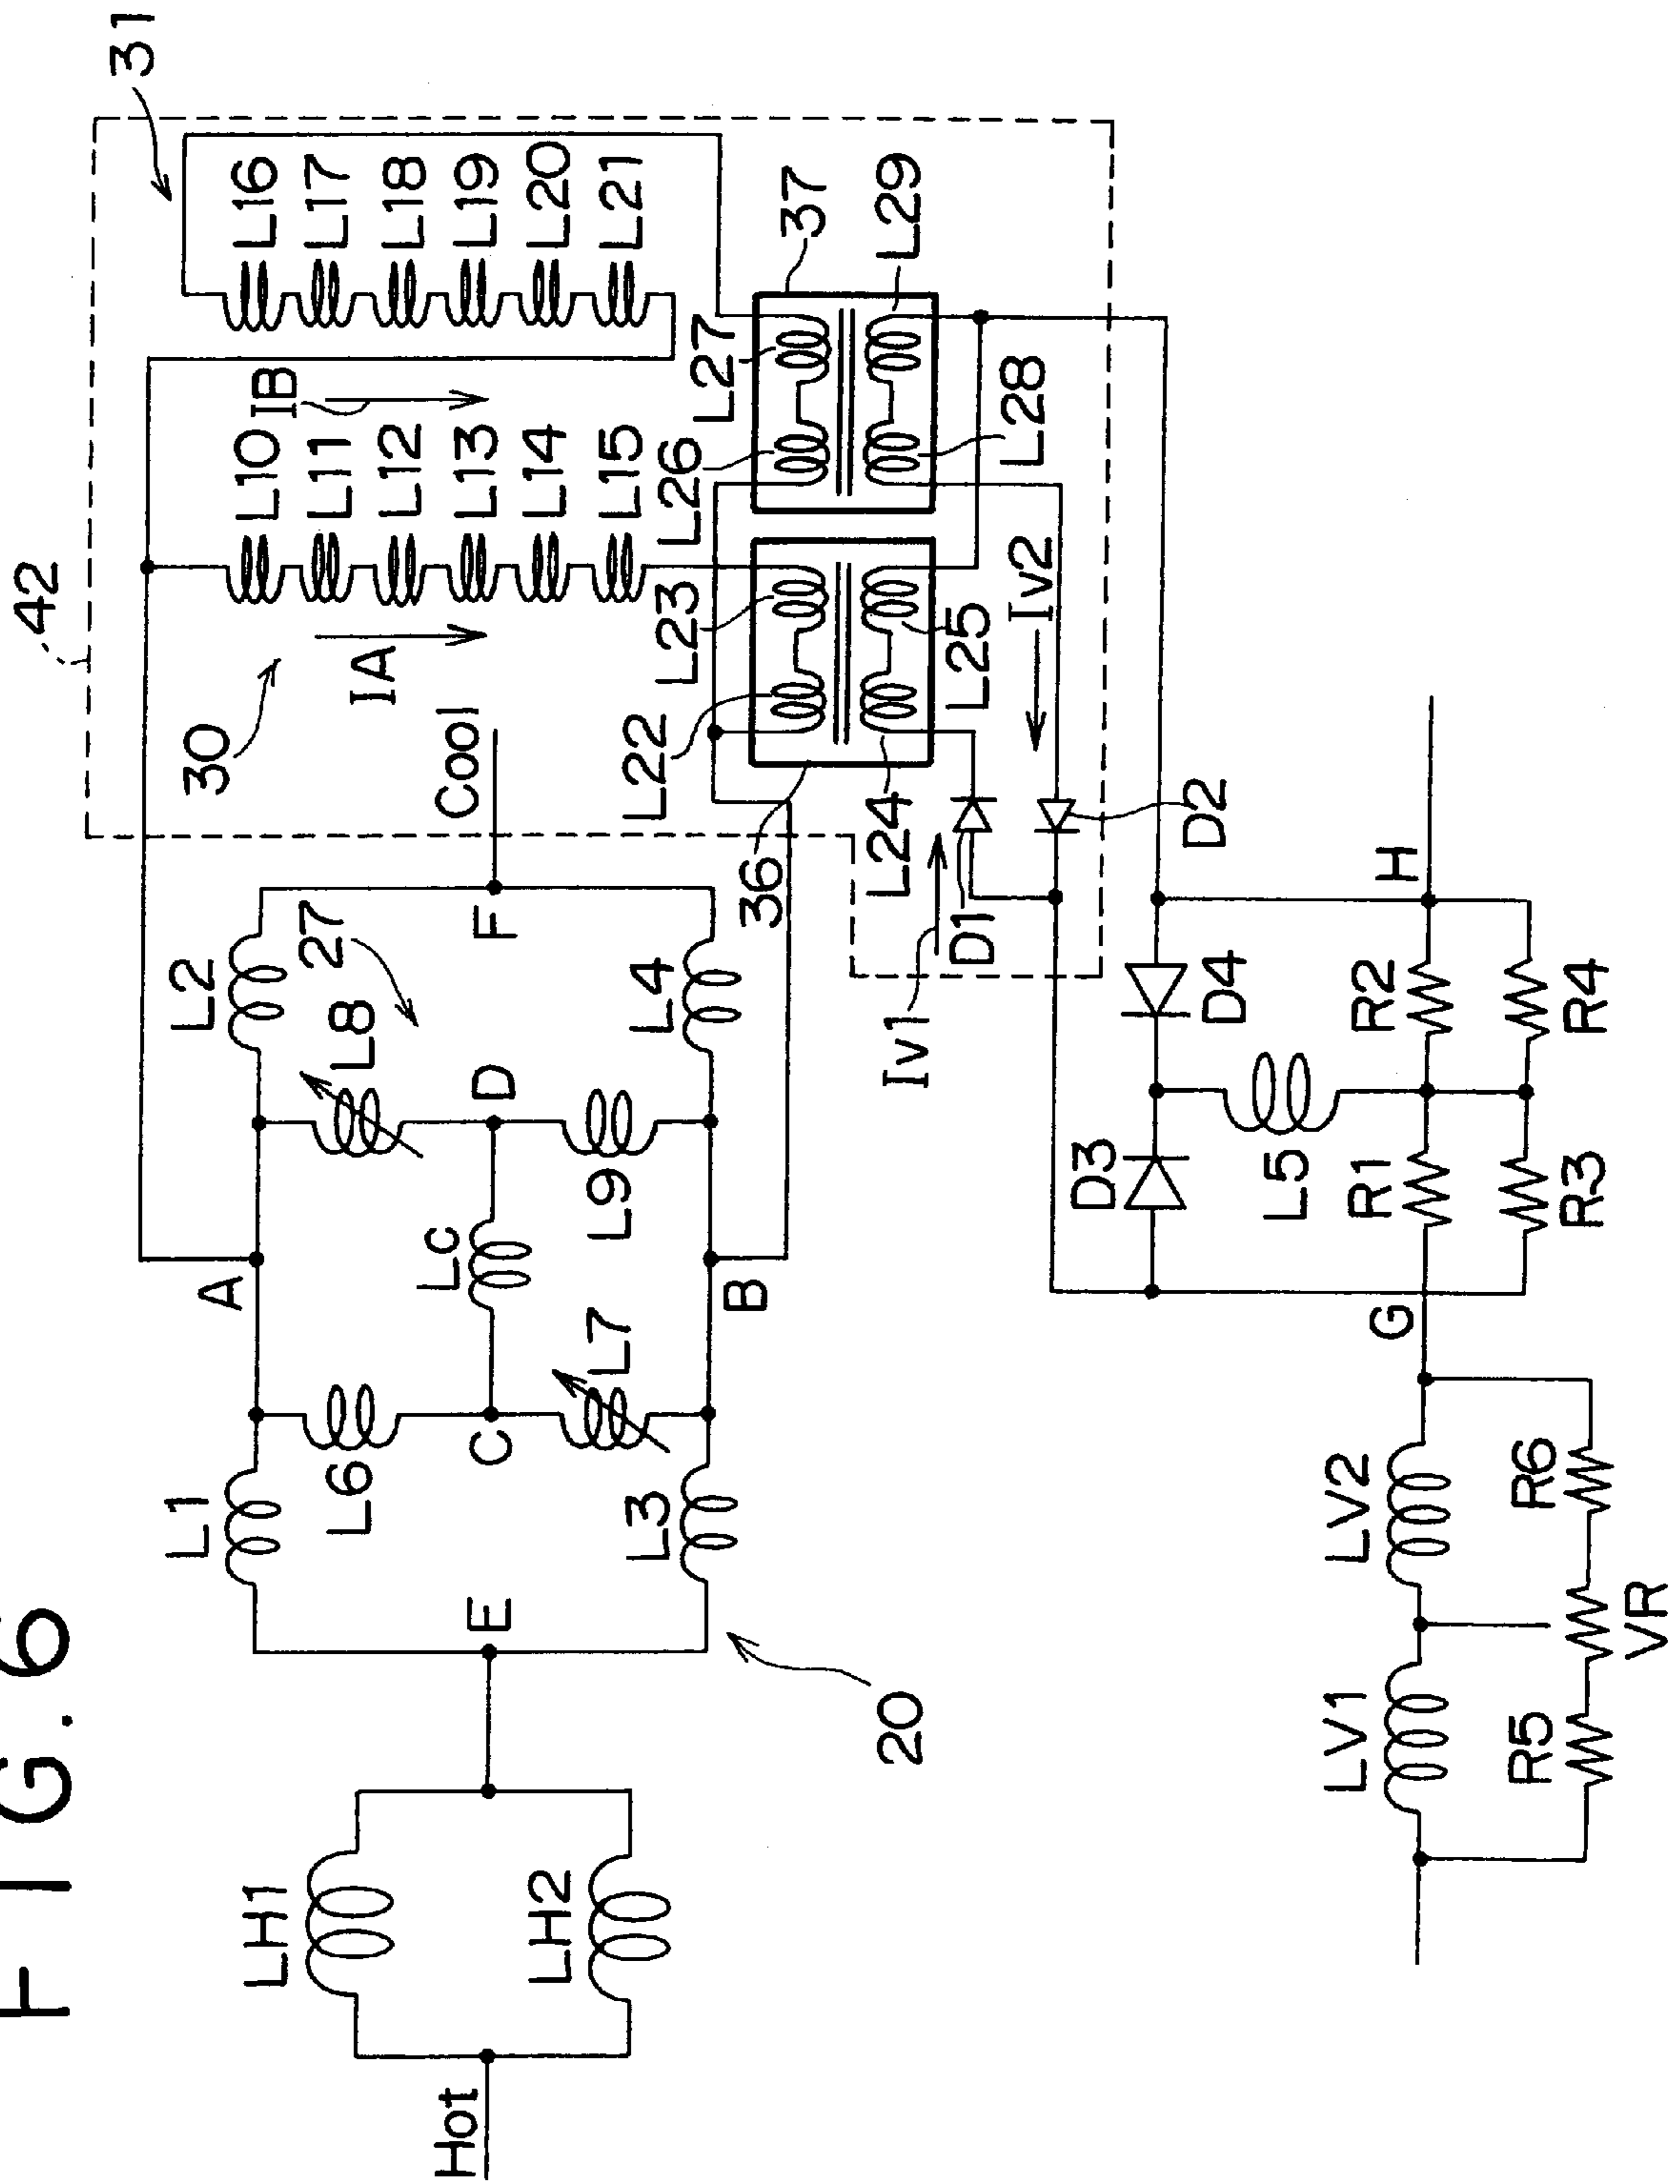 FIG.6
42
31
30
IA
IB
L10
L11
L12
L13
L14
L15
L16
L17
L18
L19
L20
L21
Hot
LH1
LH2
E
20
L1
L6
L3
A
C
Lc
L7
B
L2
L8
27
D
L9
L4
F
Cool
36
L22
L23
L24
L25
37
L26
L27
L28
L29
Iv1
D1
Iv2
D2
D3
D4
L5
G
R1
R2
H
R3
R4
LV1
LV2
R5
VR
R6